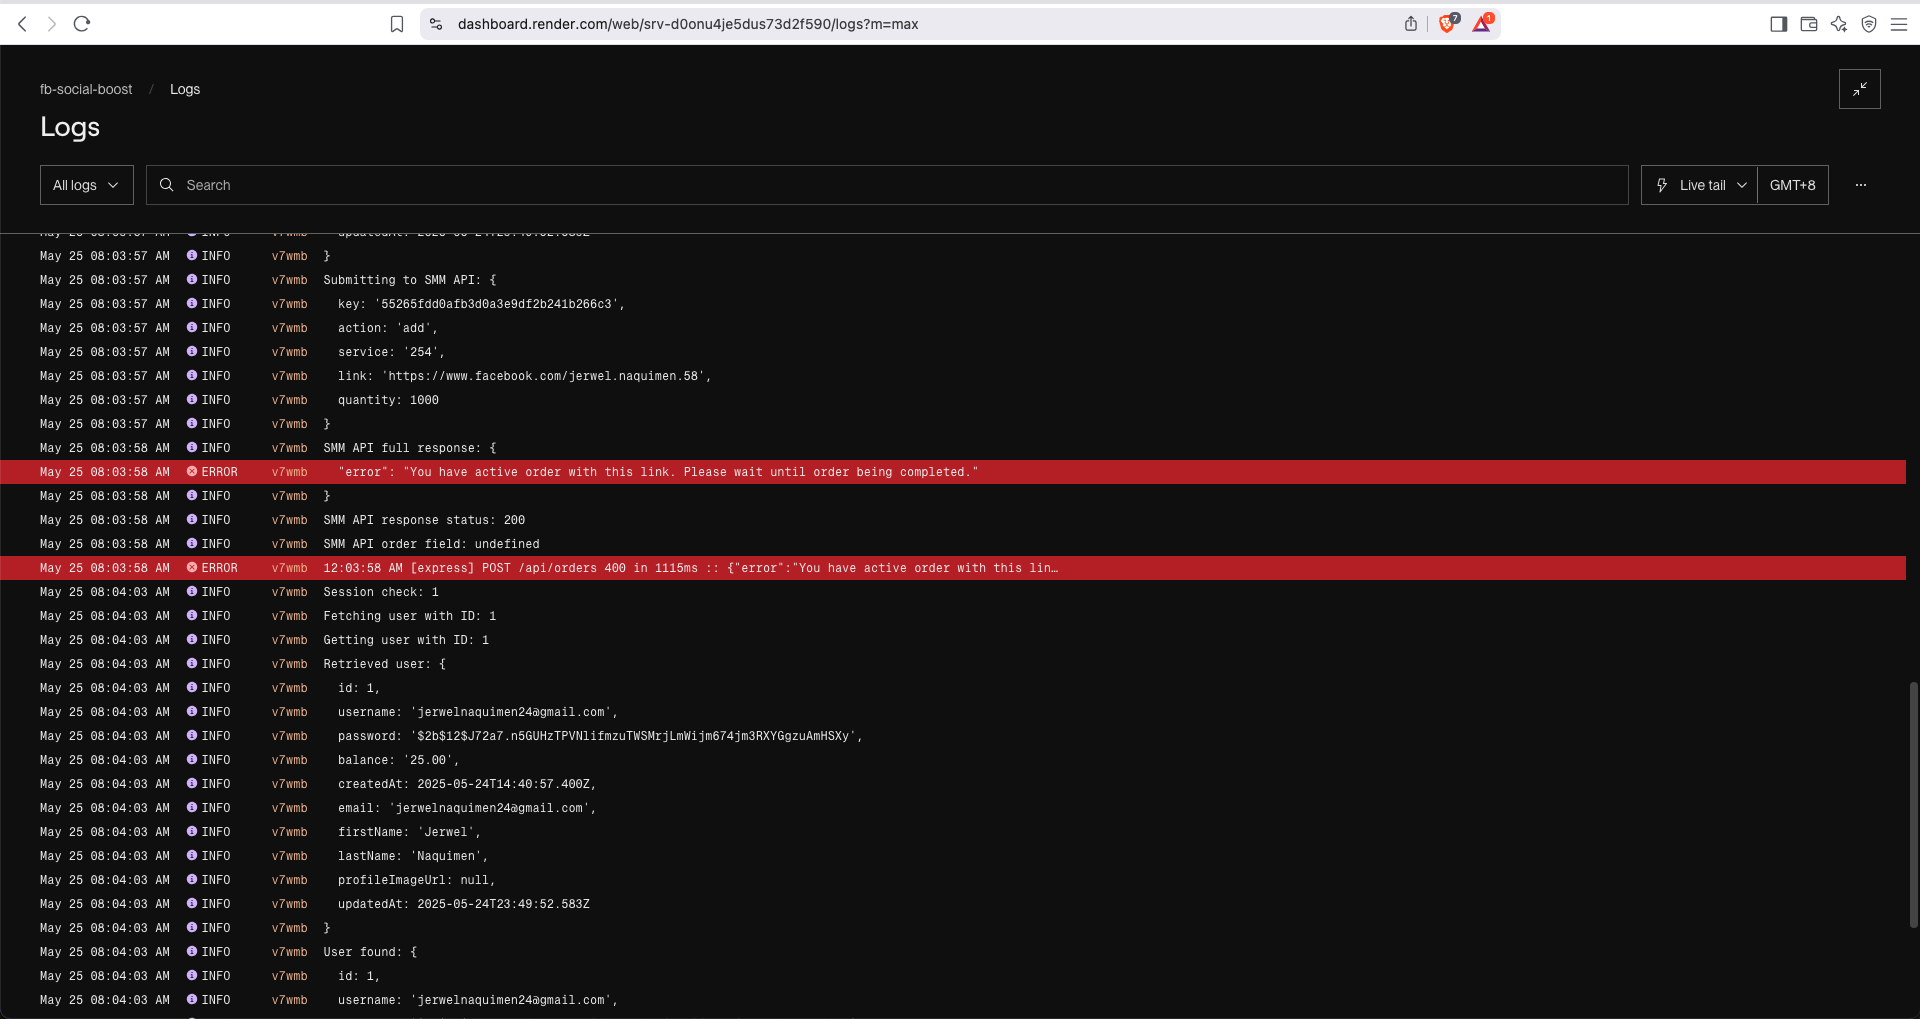 dashboard.render.com/web/srv-d0onu4je5dus73d2f590/logs?m=max
7
1
fb-social-boost / Logs
Logs
All logs
Search
Live tail
GMT+8
May 25 08:03:57 AM INFO v7wmb }
May 25 08:03:57 AM INFO v7wmb Submitting to SMM API: {
May 25 08:03:57 AM INFO v7wmb key: '55265fdd0afb3d0a3e9df2b241b266c3',
May 25 08:03:57 AM INFO v7wmb action: 'add',
May 25 08:03:57 AM INFO v7wmb service: '254',
May 25 08:03:57 AM INFO v7wmb link: 'https://www.facebook.com/jerwel.naquimen.58',
May 25 08:03:57 AM INFO v7wmb quantity: 1000
May 25 08:03:57 AM INFO v7wmb }
May 25 08:03:58 AM INFO v7wmb SMM API full response: {
May 25 08:03:58 AM ERROR v7wmb "error": "You have active order with this link. Please wait until order being completed."
May 25 08:03:58 AM INFO v7wmb }
May 25 08:03:58 AM INFO v7wmb SMM API response status: 200
May 25 08:03:58 AM INFO v7wmb SMM API order field: undefined
May 25 08:03:58 AM ERROR v7wmb 12:03:58 AM [express] POST /api/orders 400 in 1115ms :: {"error":"You have active order with this lin…
May 25 08:04:03 AM INFO v7wmb Session check: 1
May 25 08:04:03 AM INFO v7wmb Fetching user with ID: 1
May 25 08:04:03 AM INFO v7wmb Getting user with ID: 1
May 25 08:04:03 AM INFO v7wmb Retrieved user: {
May 25 08:04:03 AM INFO v7wmb id: 1,
May 25 08:04:03 AM INFO v7wmb username: 'jerwelnaquimen24@gmail.com',
May 25 08:04:03 AM INFO v7wmb password: '$2b$12$J72a7.n5GUHzTPVNlifmzuTWSMrjLmWijm674jm3RXYGgzuAmHSXy',
May 25 08:04:03 AM INFO v7wmb balance: '25.00',
May 25 08:04:03 AM INFO v7wmb createdAt: 2025-05-24T14:40:57.400Z,
May 25 08:04:03 AM INFO v7wmb email: 'jerwelnaquimen24@gmail.com',
May 25 08:04:03 AM INFO v7wmb firstName: 'Jerwel',
May 25 08:04:03 AM INFO v7wmb lastName: 'Naquimen',
May 25 08:04:03 AM INFO v7wmb profileImageUrl: null,
May 25 08:04:03 AM INFO v7wmb updatedAt: 2025-05-24T23:49:52.583Z
May 25 08:04:03 AM INFO v7wmb }
May 25 08:04:03 AM INFO v7wmb User found: {
May 25 08:04:03 AM INFO v7wmb id: 1,
May 25 08:04:03 AM INFO v7wmb username: 'jerwelnaquimen24@gmail.com',